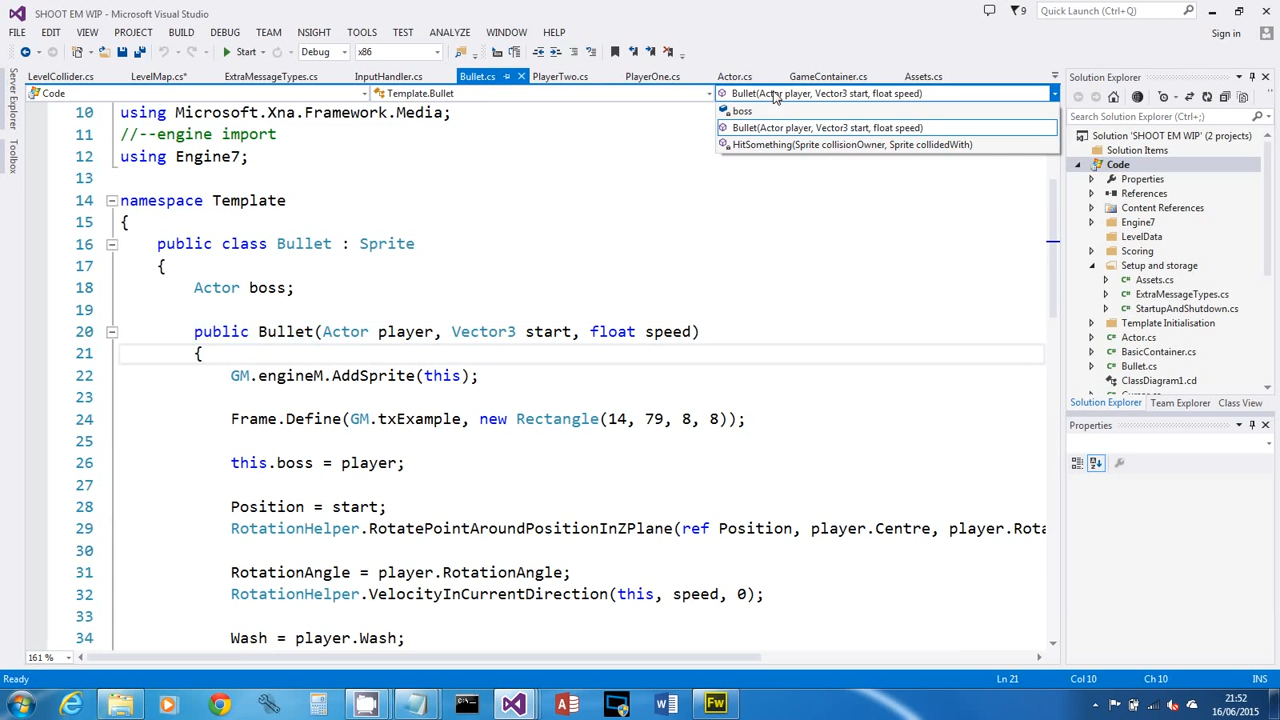 SHOOT EM WIP - Microsoft Visual Studio
9
Quick Launch (Ctrl+Q)
FILE EDIT VIEW PROJECT BUILD DEBUG TEAM NSIGHT TOOLS TEST ARCHITECTURE ANALYZE WINDOW HELP
Sign in
Start Debug x86
LevelCollider.cs LevelMap.cs* ExtraMessageTypes.cs InputHandler.cs Bullet.cs PlayerTwo.cs PlayerOne.cs Actor.cs GameContainer.cs Assets.cs
Code Template.Bullet Bullet(Actor player, Vector3 start, float speed)
boss
Bullet(Actor player, Vector3 start, float speed)
HitSomething(Sprite collisionOwner, Sprite collidedWith)
Server Explorer
Toolbox
10 using Microsoft.Xna.Framework.Media;
11 //--engine import
12 using Engine7;
13
14 namespace Template
15 {
16 public class Bullet : Sprite
17 {
18 Actor boss;
19
20 public Bullet(Actor player, Vector3 start, float speed)
21 {
22 GM.engineM.AddSprite(this);
23
24 Frame.Define(GM.txExample, new Rectangle(14, 79, 8, 8));
25
26 this.boss = player;
27
28 Position = start;
29 RotationHelper.RotatePointAroundPositionInZPlane(ref Position, player.Centre, player.Rota
30
31 RotationAngle = player.RotationAngle;
32 RotationHelper.VelocityInCurrentDirection(this, speed, 0);
33
34 Wash = player.Wash;
161 %
Solution Explorer
Search Solution Explorer (Ctrl+;)
Solution 'SHOOT EM WIP' (2 projects)
Solution Items
Code
Properties
References
Content References
Engine7
LevelData
Scoring
Setup and storage
Assets.cs
ExtraMessageTypes.cs
StartupAndShutdown.cs
Template Initialisation
Actor.cs
BasicContainer.cs
Bullet.cs
ClassDiagram1.cd
Solution Explorer Team Explorer Class View
Properties
Ready Ln 21 Col 10 Ch 10 INS
21:52
16/06/2015